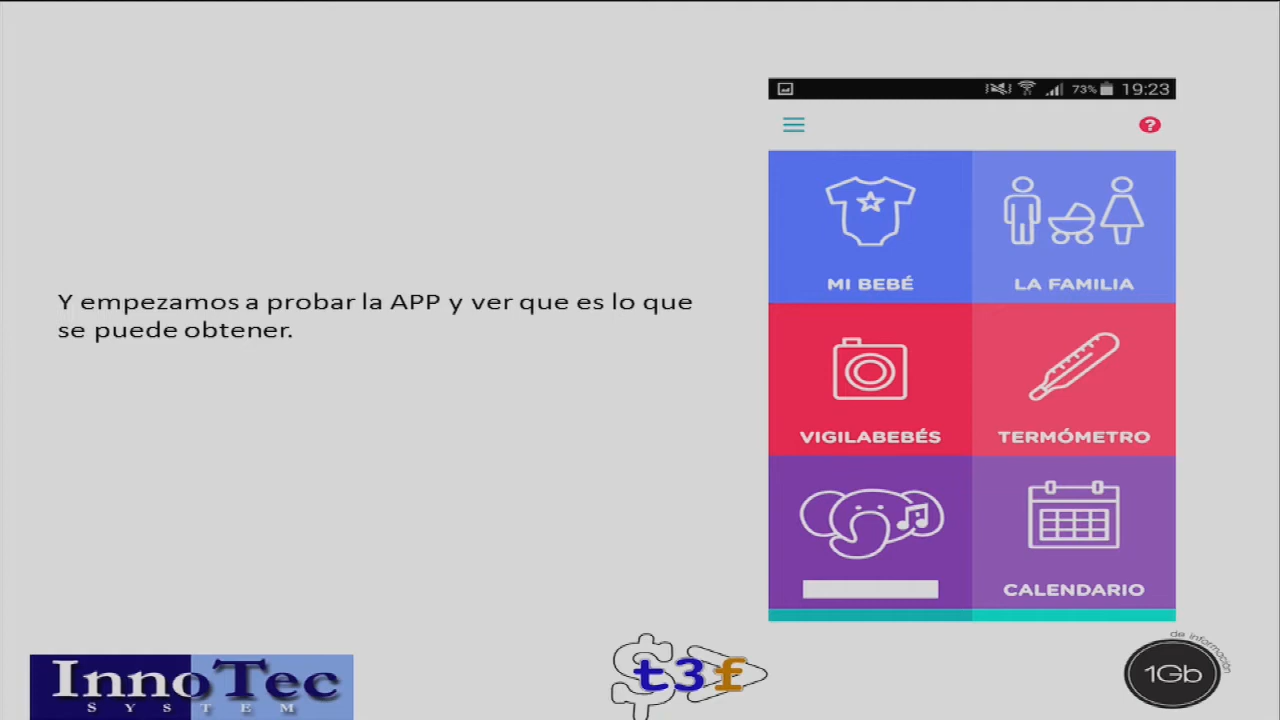 73% 19:23
?
MI BEBÉ
LA FAMILIA
Y empezamos a probar la APP y ver que es lo que
se puede obtener.
VIGILABEBÉS
TERMÓMETRO
CALENDARIO
InnoTec
SYSTEM
t3f
de información
1Gb